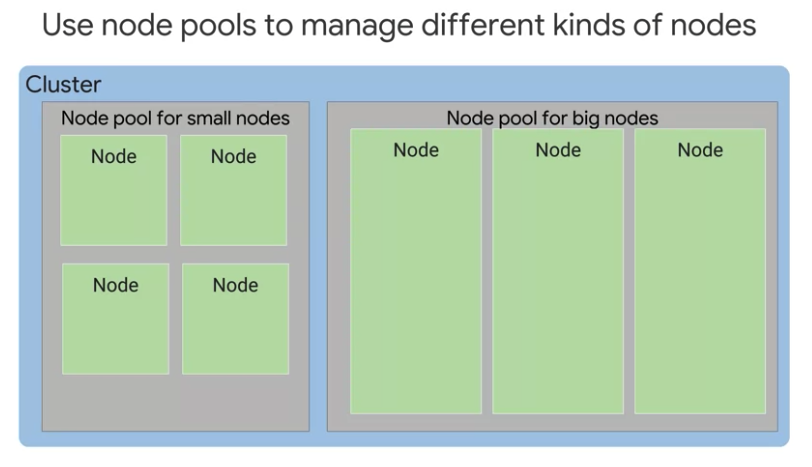 Use node pools to manage different kinds of nodes
Cluster
Node pool for small nodes
Node Node
Node Node
Node pool for big nodes
Node Node Node